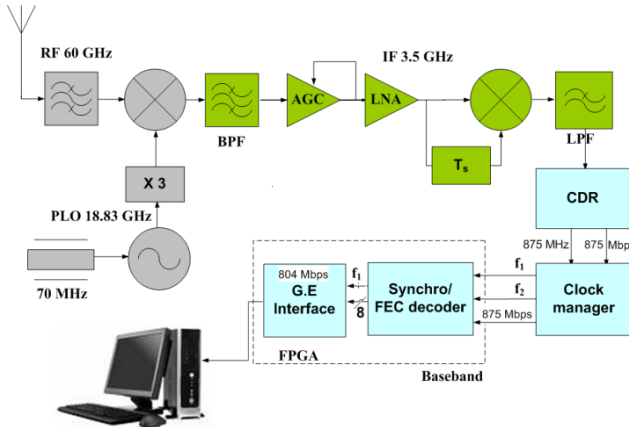 RF 60 GHz
IF 3.5 GHz
AGC
LNA
BPF
LPF
T_s
X 3
PLO 18.83 GHz
70 MHz
CDR
875 MHz
875 Mbp
804 Mbps
G.E
Interface
f₁
8
Synchro/
FEC decoder
f₁
f₂
875 Mbps
Clock
manager
FPGA
Baseband